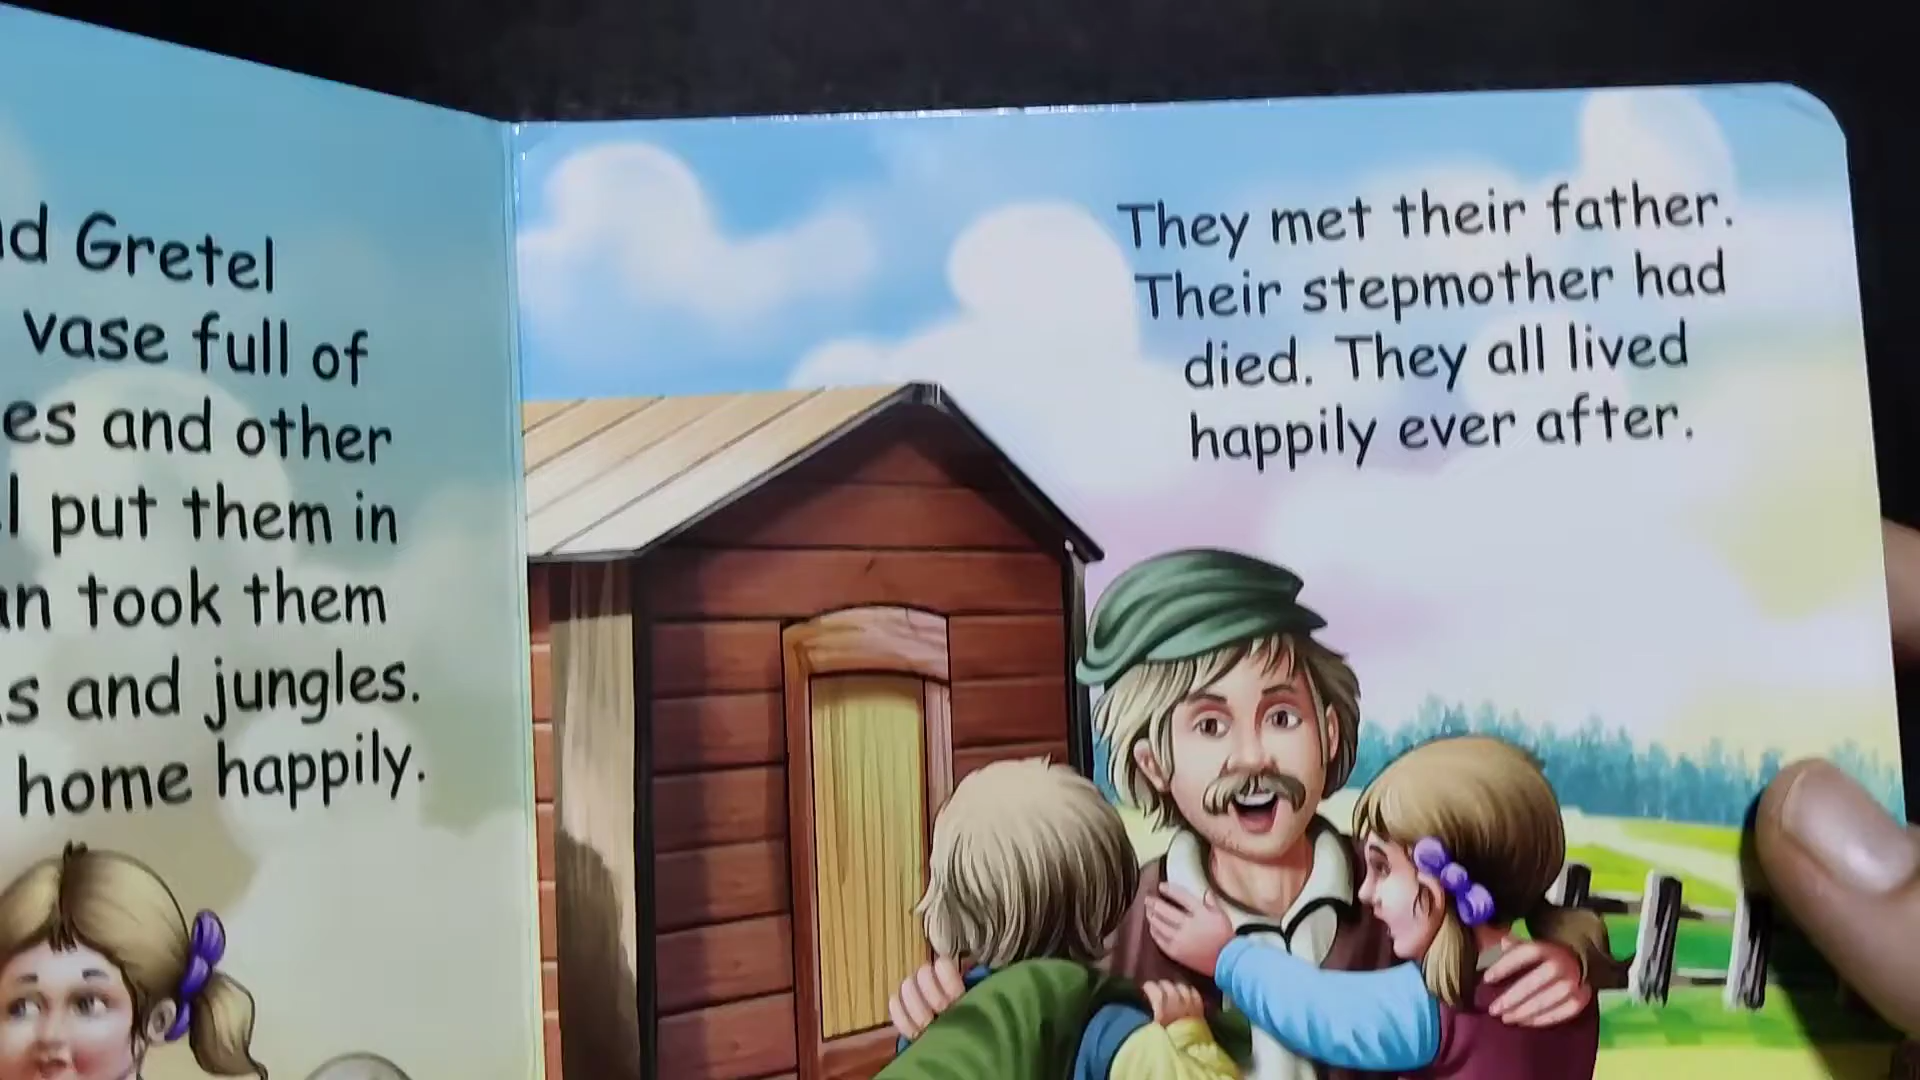 Gretel
vase full of
and other
put them in
took them
and jungles.
home happily.
They met their father.
Their stepmother had
died. They all lived
happily ever after.